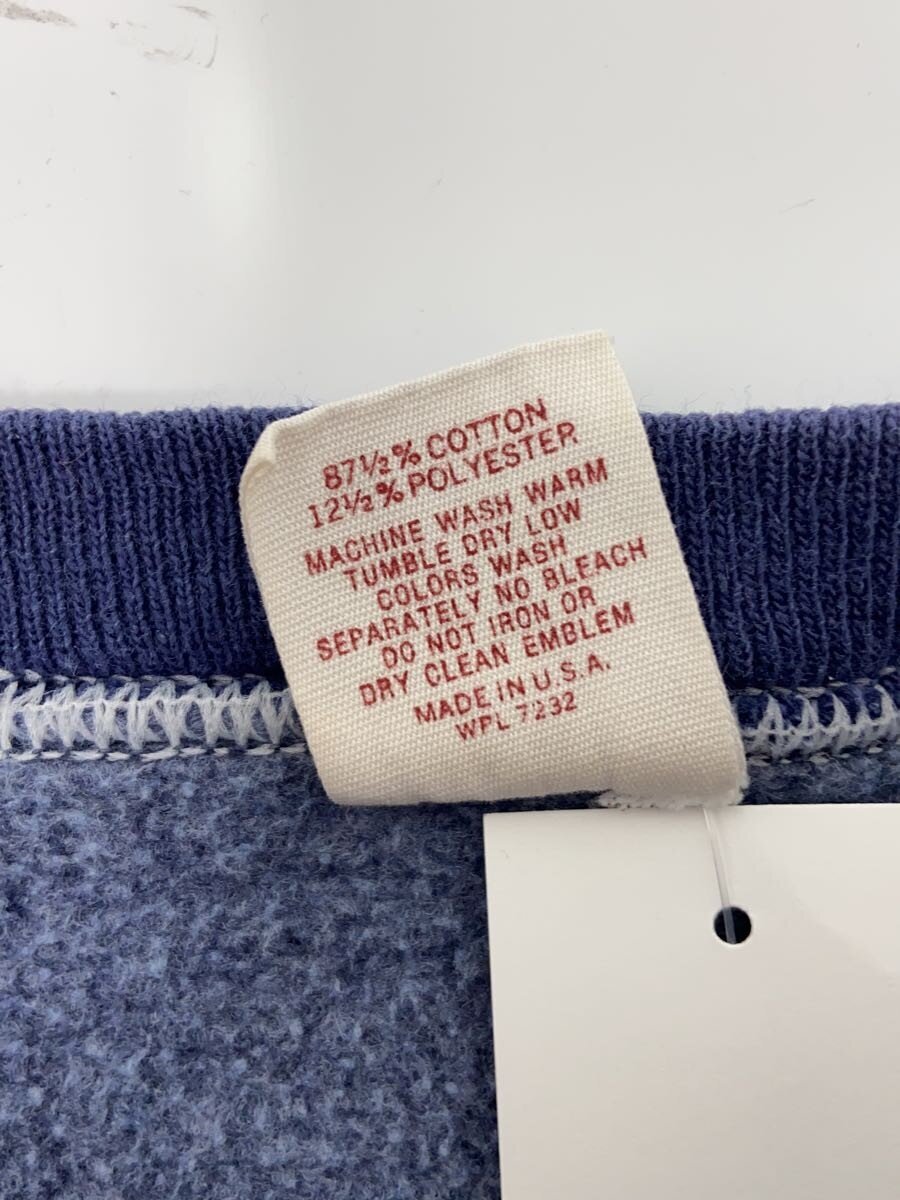 87½% COTTON
12½% POLYESTER
MACHINE WASH WARM
TUMBLE DRY LOW
COLORS WASH
SEPARATELY NO BLEACH
DO NOT IRON OR
DRY CLEAN EMBLEM
MADE IN U.S.A.
WPL 7232